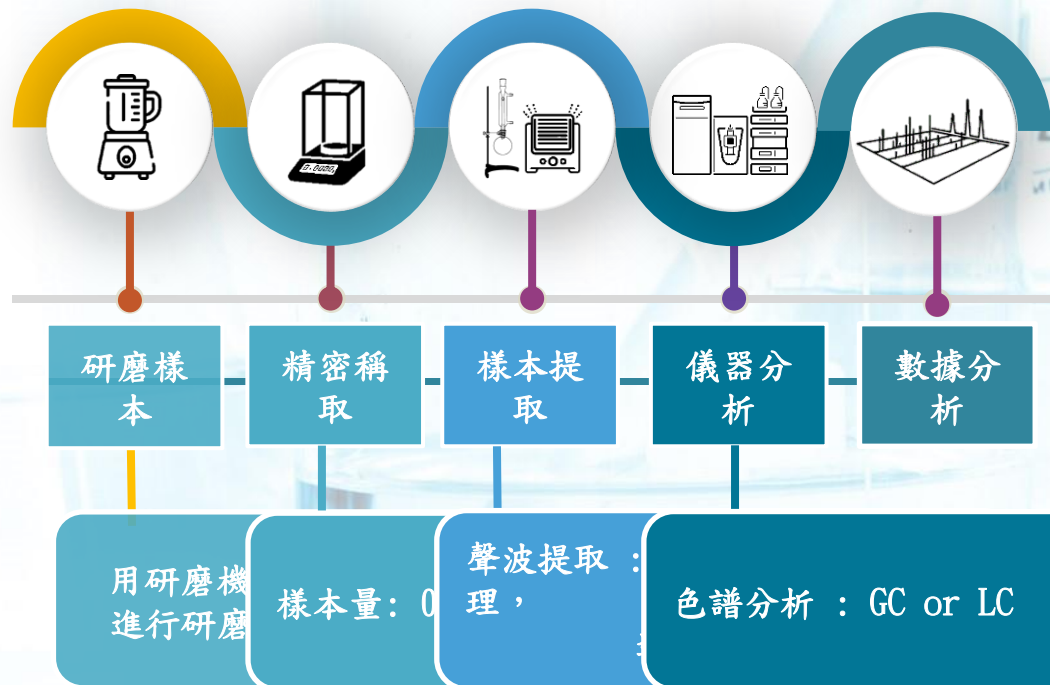 0.0000
研磨樣
本
精密稱
取
樣本提
取
儀器分
析
數據分
析
用研磨機
進行研磨
樣本量: 0
聲波提取 :
理，
色譜分析 : GC or LC